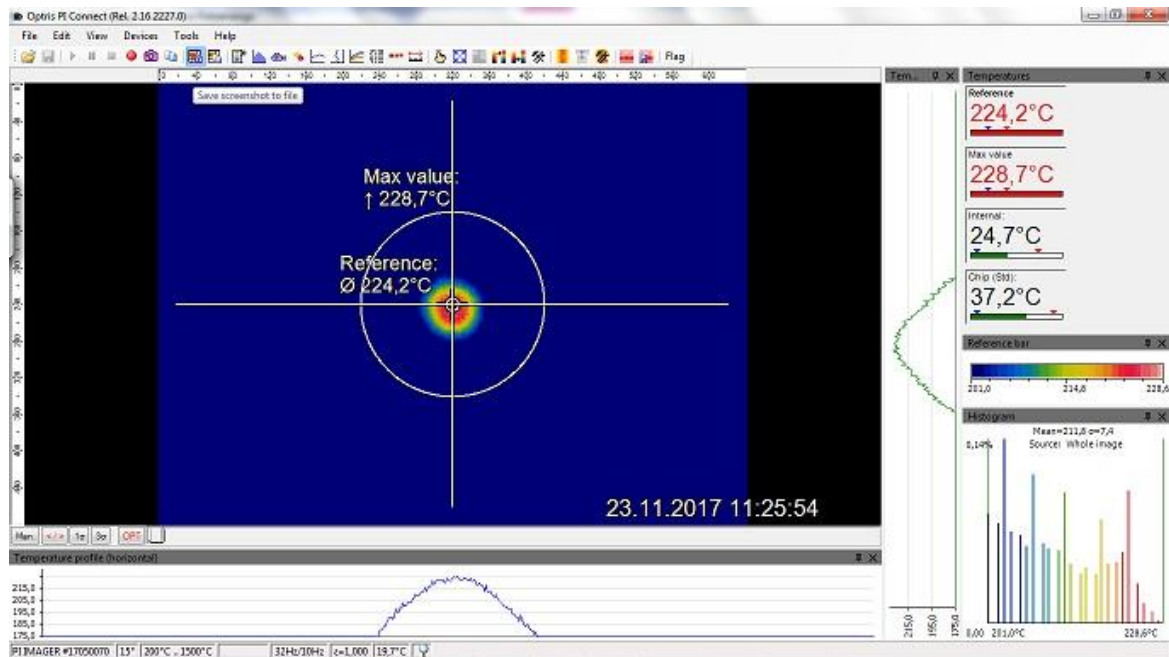 Optris PI Connect (Rel. 2.16.2227.0)
File Edit View Devices Tools Help
Flag
Save screenshot to file
Max value:
↑ 228,7°C
Reference:
Ø 224,2°C
23.11.2017 11:25:54
Man. </> 1σ 3σ OPT
Temperature profile (horizontal)
215,0
205,0
195,0
185,0
175,0
Tem...
215,0 195,0 175,0
Temperatures
Reference
224,2°C
Max value
228,7°C
Internal:
24,7°C
Chip (Std):
37,2°C
Reference bar
201,0 214,8 228,6
Histogram
Mean=211,8 σ=7,4
0,14% Source: Whole image
0,00 201,0°C 228,6°C
PI IMAGER #17050070 15° 200°C .. 1500°C 32Hz/10Hz ε=1,000 19,7°C